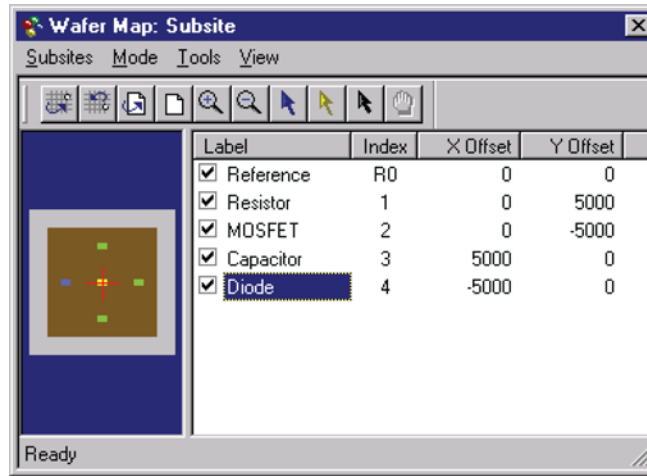 Wafer Map: Subsite
Subsites Mode Tools View
Label Index X Offset Y Offset
Reference R0 0 0
Resistor 1 0 5000
MOSFET 2 0 -5000
Capacitor 3 5000 0
Diode 4 -5000 0
Ready